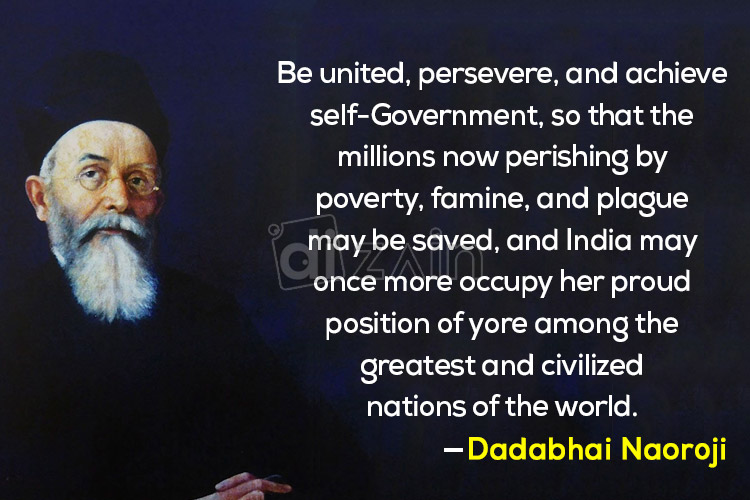 Be united, persevere, and achieve
self-Government, so that the
millions now perishing by
poverty, famine, and plague
may be saved, and India may
once more occupy her proud
position of yore among the
greatest and civilized
nations of the world.
—Dadabhai Naoroji
dizain